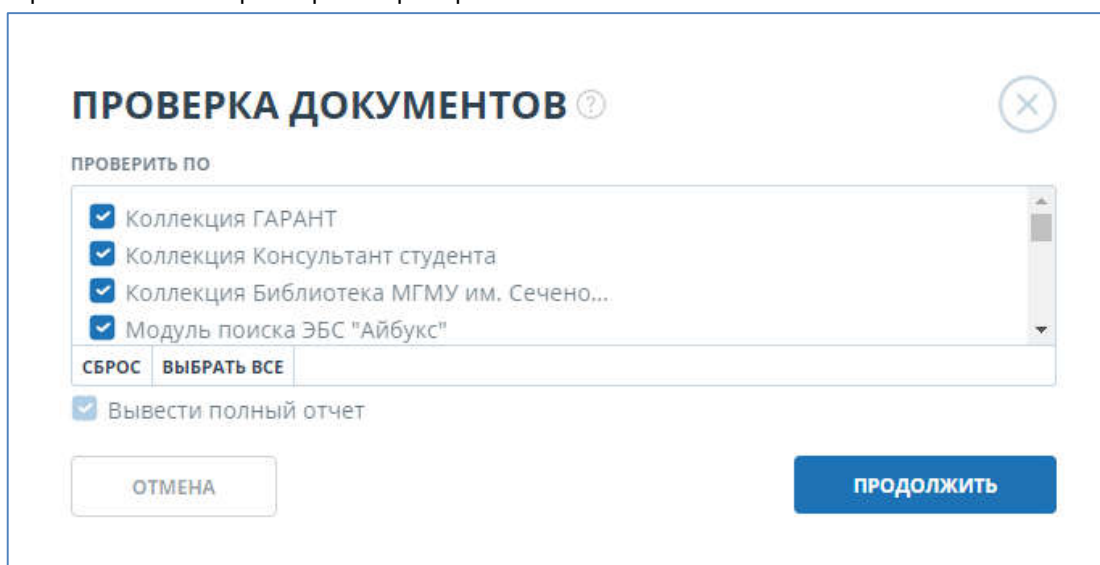 ПРОВЕРКА ДОКУМЕНТОВ ?
ПРОВЕРИТЬ ПО
Коллекция ГАРАНТ
Коллекция Консультант студента
Коллекция Библиотека МГМУ им. Сечено...
Модуль поиска ЭБС "Айбукс"
СБРОС ВЫБРАТЬ ВСЕ
Вывести полный отчет
ОТМЕНА ПРОДОЛЖИТЬ